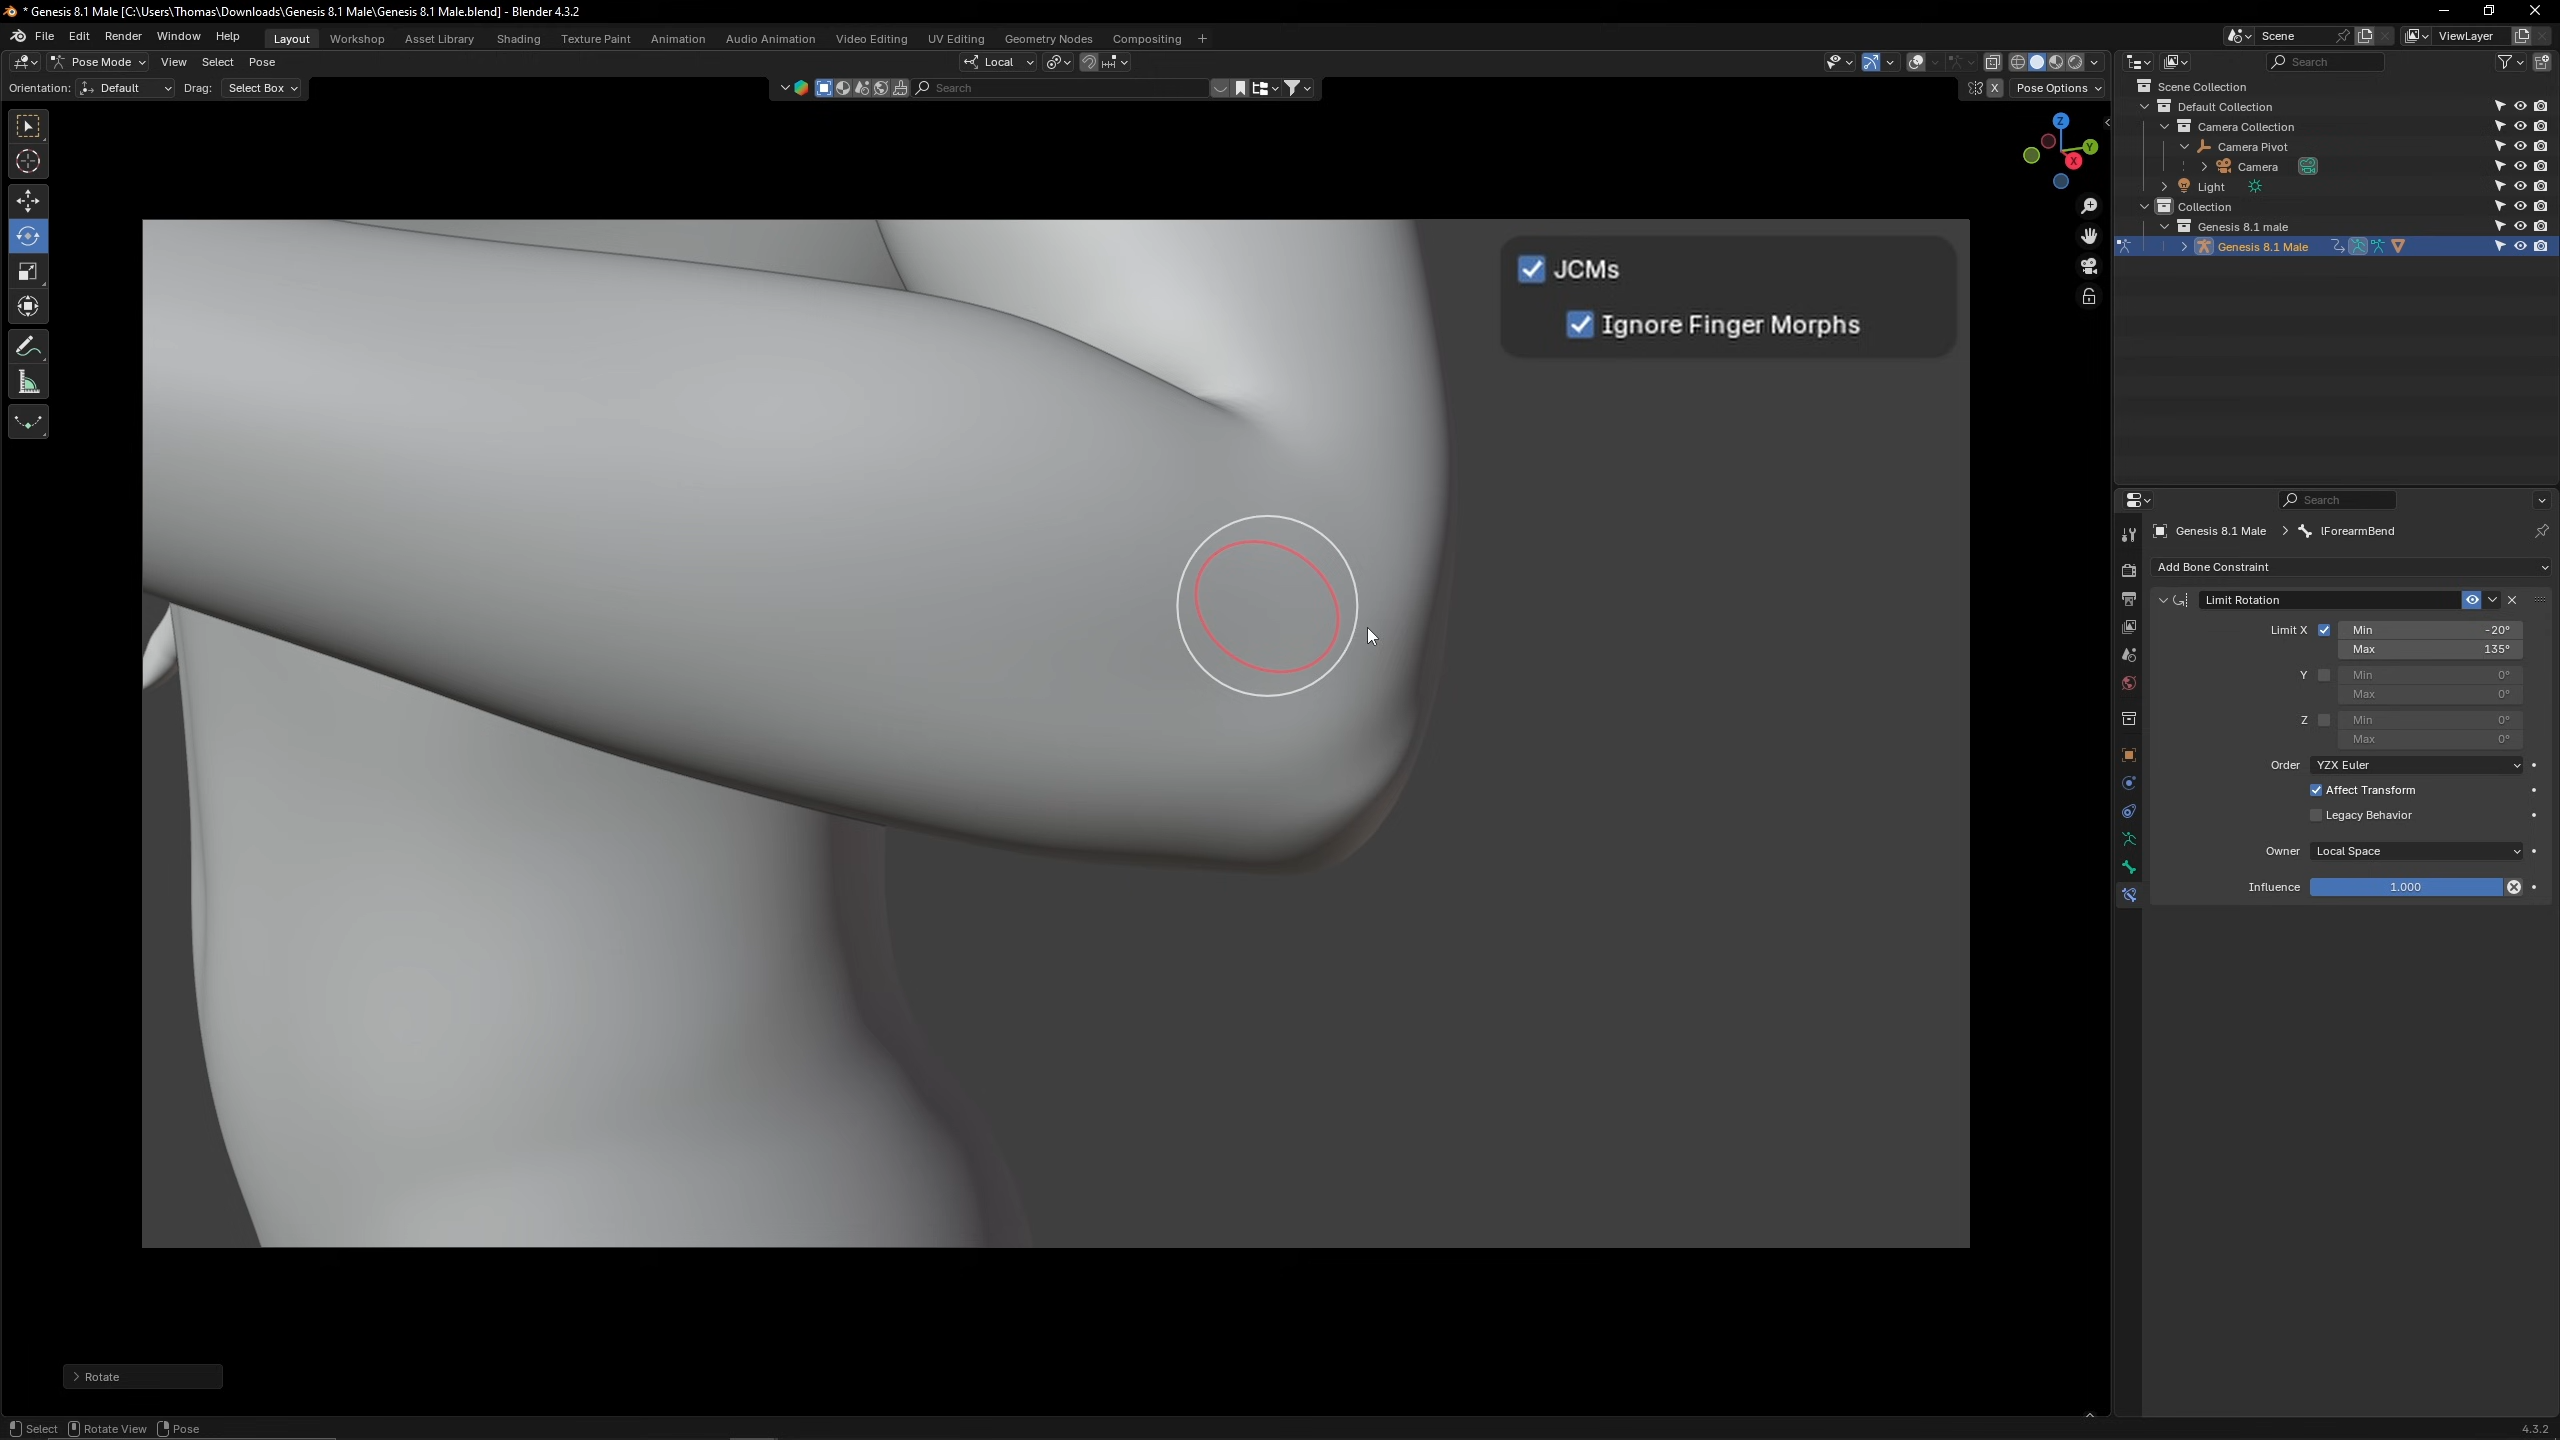 * Genesis 8.1 Male [C:\Users\Thomas\Downloads\Genesis 8.1 Male\Genesis 8.1 Male.blend] - Blender 4.3.2
File Edit Render Window Help Layout Workshop Asset Library Shading Texture Paint Animation Audio Animation Video Editing UV Editing Geometry Nodes Compositing + Scene ViewLayer
Pose Mode View Select Pose Local Search
Orientation: Default Drag: Select Box Search X Pose Options
Scene Collection
Default Collection
Camera Collection
Camera Pivot
Camera
Light
Collection
Genesis 8.1 male
Genesis 8.1 Male
Z
Y
X
JCMs
Ignore Finger Morphs
Search
Genesis 8.1 Male > lForearmBend
Add Bone Constraint
Limit Rotation
Limit X Min -20°
Max 135°
Y Min 0°
Max 0°
Z Min 0°
Max 0°
Order YZX Euler
Affect Transform
Legacy Behavior
Owner Local Space
Influence 1.000
> Rotate
Select Rotate View Pose 4.3.2